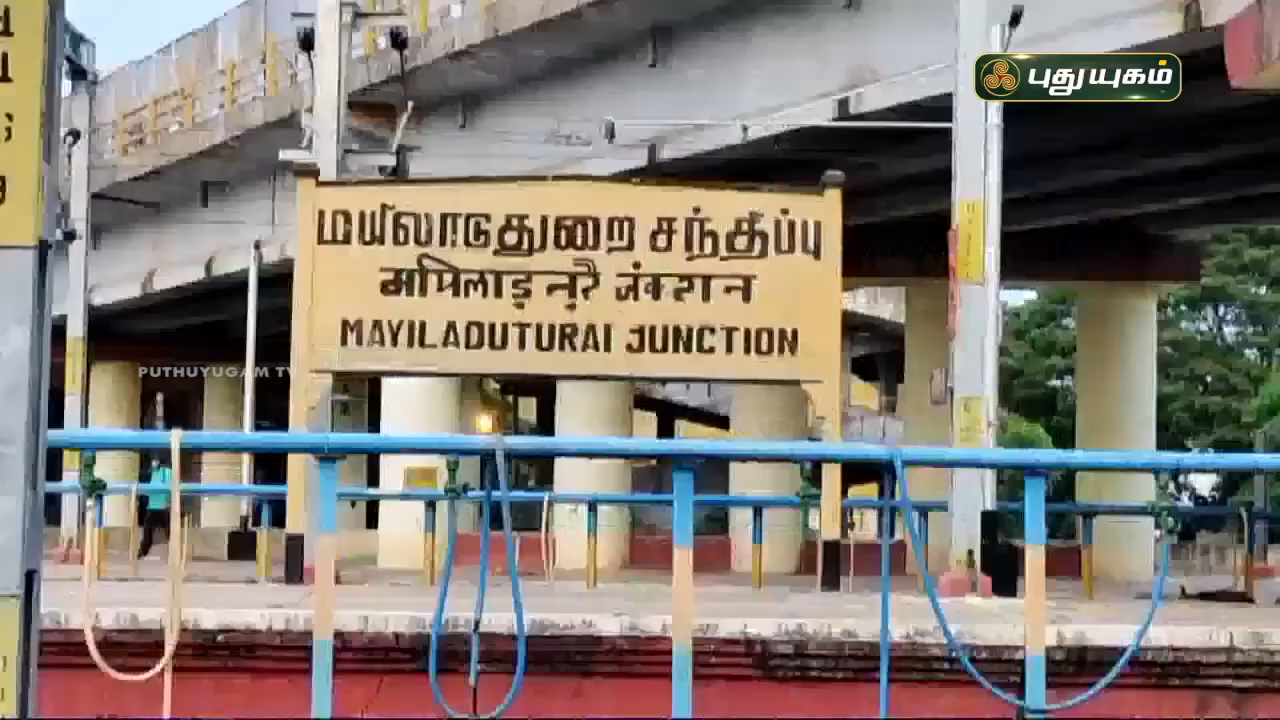 புதுயுகம்
மயிலாடுதுறை சந்திப்பு
मयिलाडुतुरै जंक्शन
MAYILADUTURAI JUNCTION
PUTHUYUGAM TV